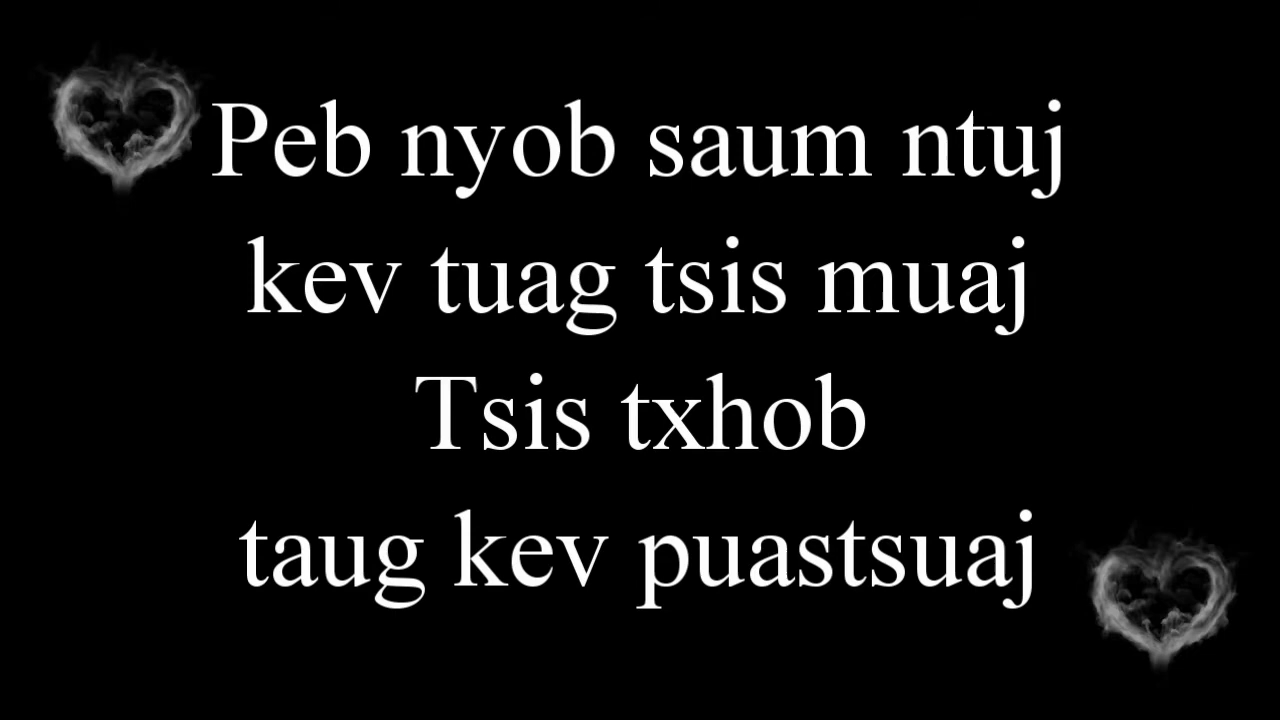 Peb nyob saum ntuj
kev tuag tsis muaj
Tsis txhob
taug kev puastsuaj